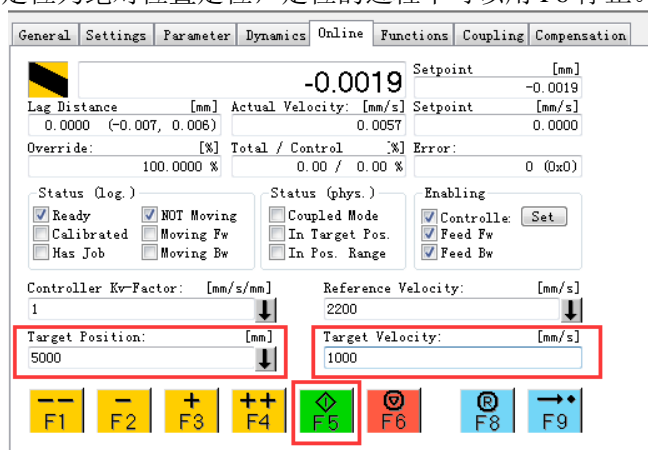 General Settings Parameter Dynamics Online Functions Coupling Compensation
-0.0019
Setpoint [mm]
-0.0019
Lag Distance [mm] Actual Velocity: [mm/s] Setpoint [mm/s]
0.0000 (-0.007, 0.006) 0.0057 0.0000
Override: [%] Total / Control [%] Error:
100.0000 % 0.00 / 0.00 % 0 (0x0)
Status (log.) Status (phys.) Enabling
Ready NOT Moving Coupled Mode Controlle: Set
Calibrated Moving Fw In Target Pos. Feed Fw
Has Job Moving Bw In Pos. Range Feed Bw
Controller Kv-Factor: [mm/s/mm] Reference Velocity: [mm/s]
1 2200
Target Position: [mm] Target Velocity: [mm/s]
5000 1000
-- - + ++ ®
F1 F2 F3 F4 F5 F6 F8 F9